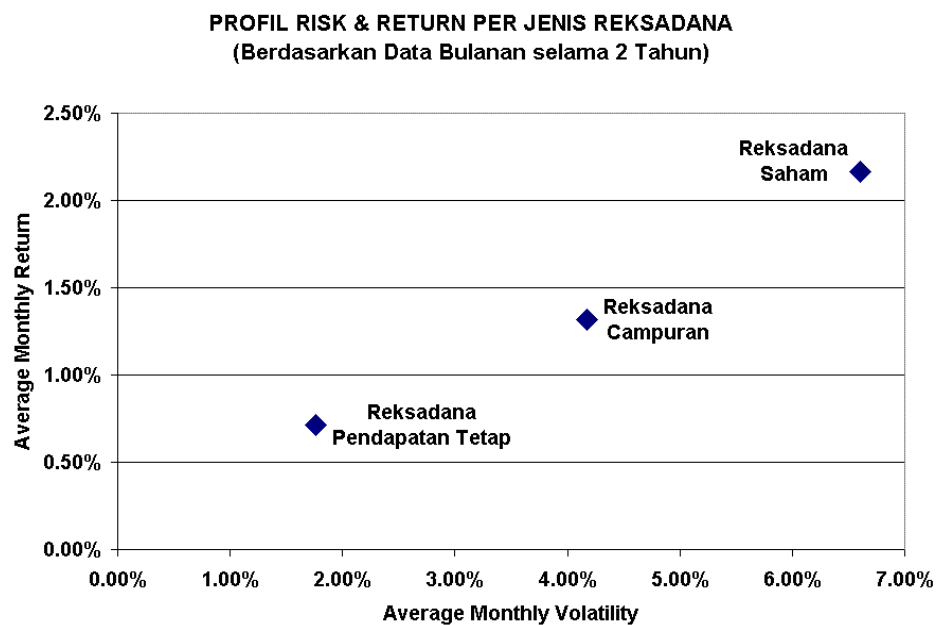 PROFIL RISK & RETURN PER JENIS REKSADANA
(Berdasarkan Data Bulanan selama 2 Tahun)
2.50%
2.00%
1.50%
1.00%
0.50%
0.00%
Average Monthly Return
Reksadana
Saham
Reksadana
Campuran
Reksadana
Pendapatan Tetap
0.00%
1.00%
2.00%
3.00%
4.00%
5.00%
6.00%
7.00%
Average Monthly Volatility